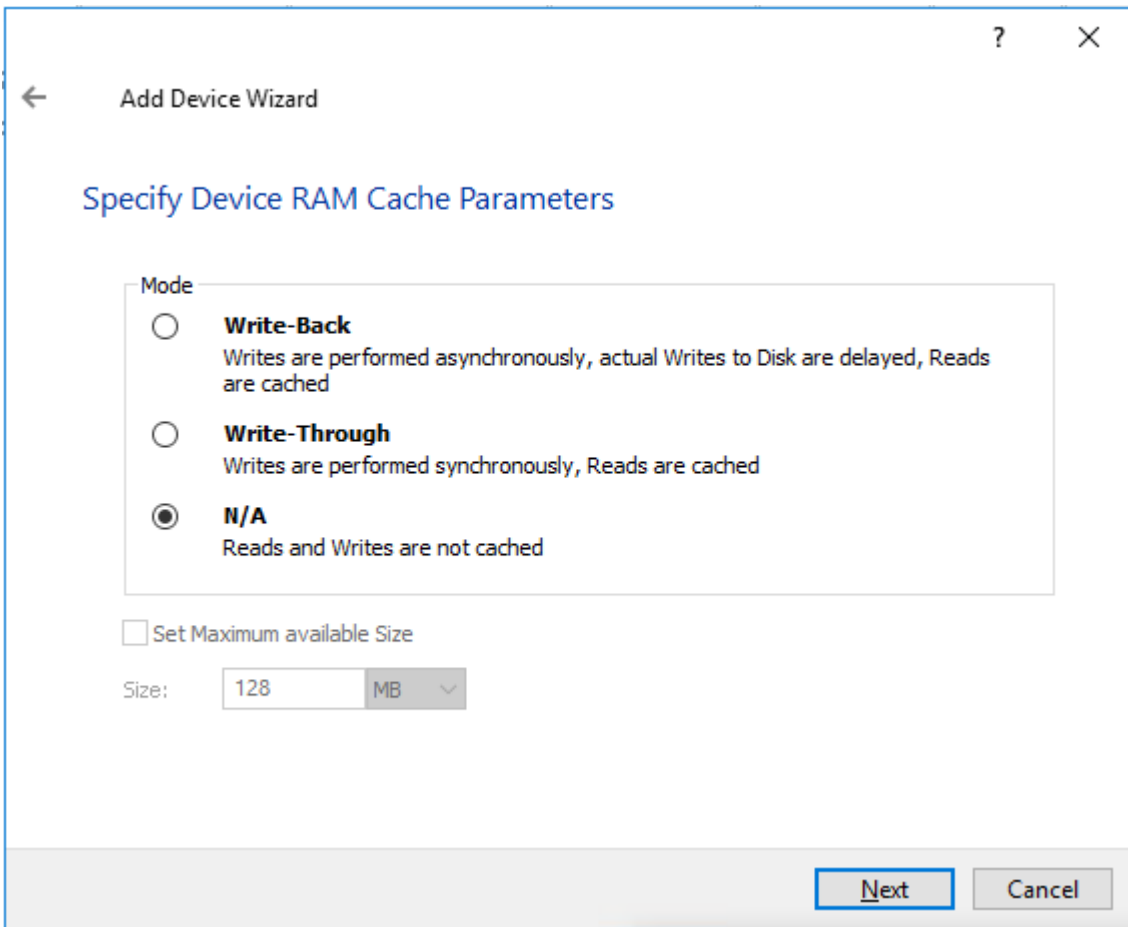 ?
Add Device Wizard
Specify Device RAM Cache Parameters
Mode
Write-Back
Writes are performed asynchronously, actual Writes to Disk are delayed, Reads
are cached
Write-Through
Writes are performed synchronously, Reads are cached
N/A
Reads and Writes are not cached
Set Maximum available Size
Size: 128 MB
Next Cancel